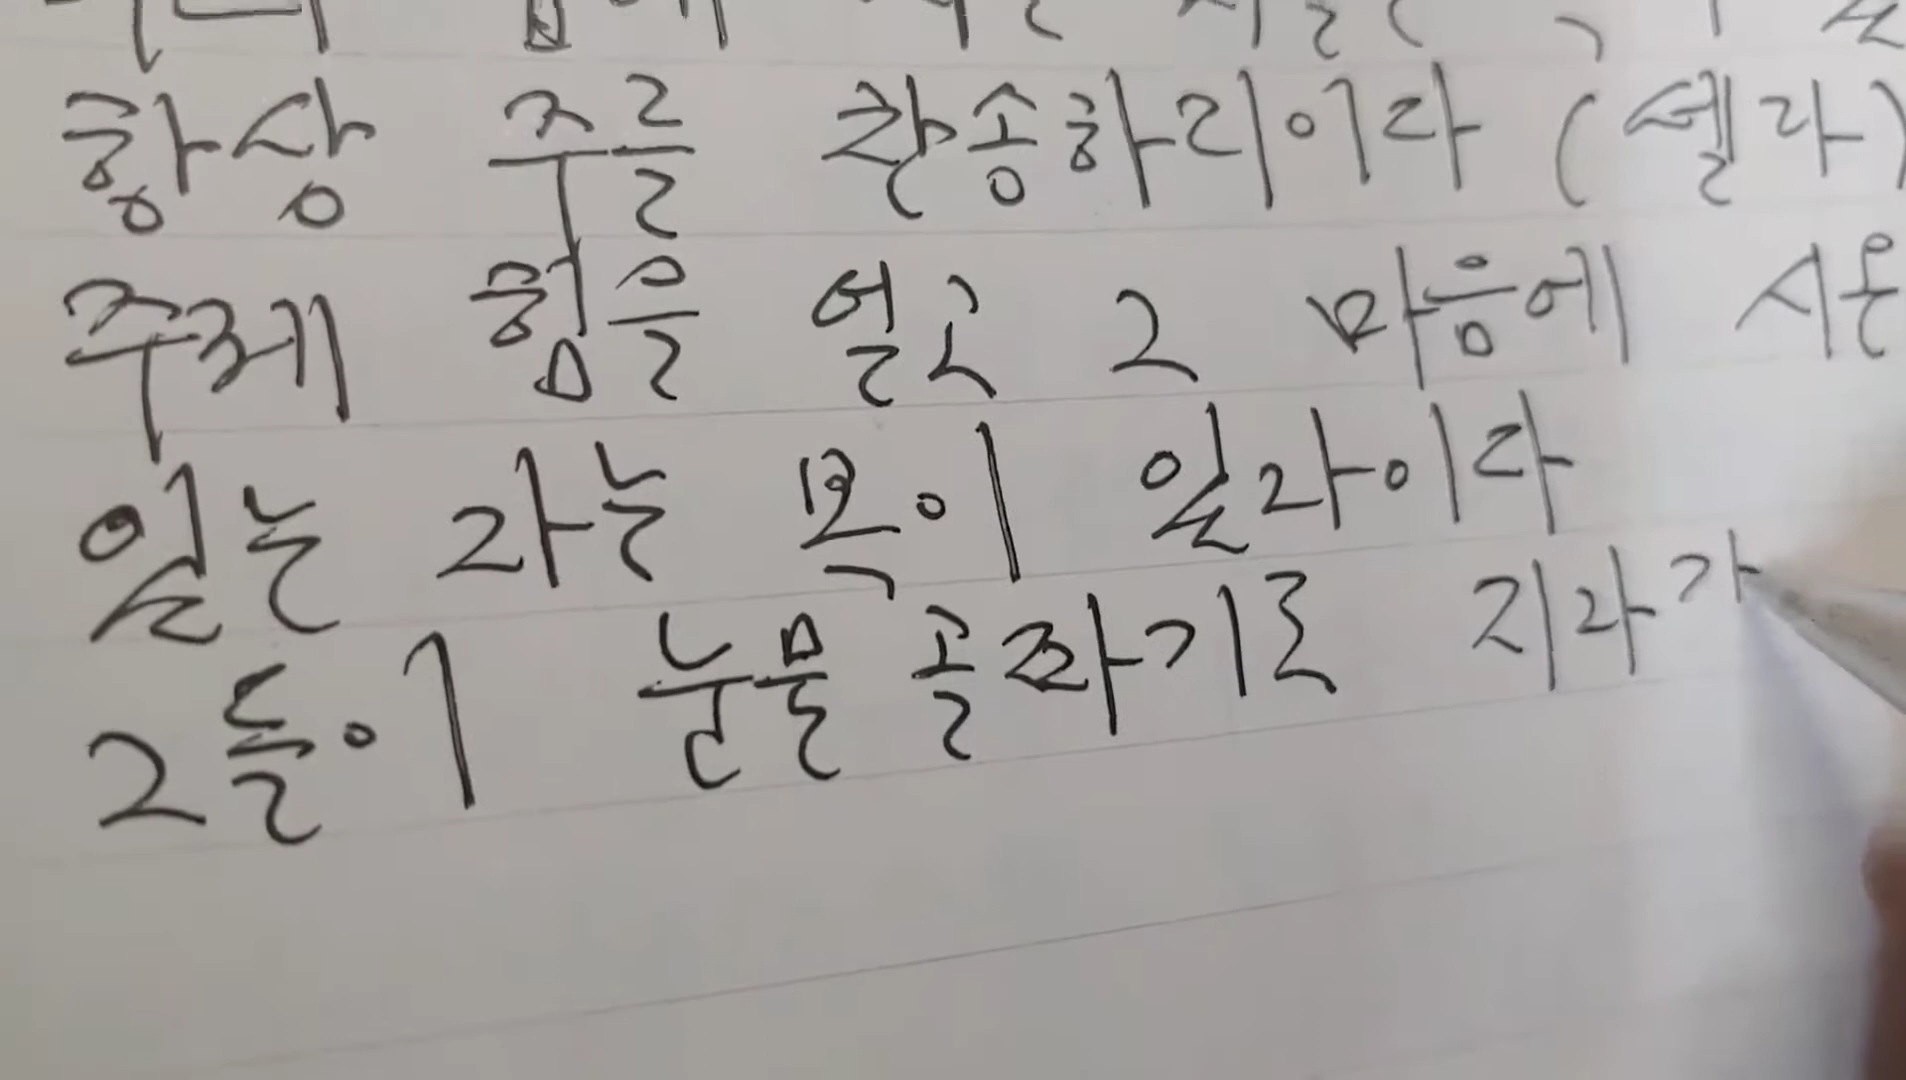 항상 주를 찬송하리이다 (셀라)
주께 힘을 얻고 그 마음에 시온
있는 자는 복이 있나이다
그들이 눈물 골짜기로 지나가